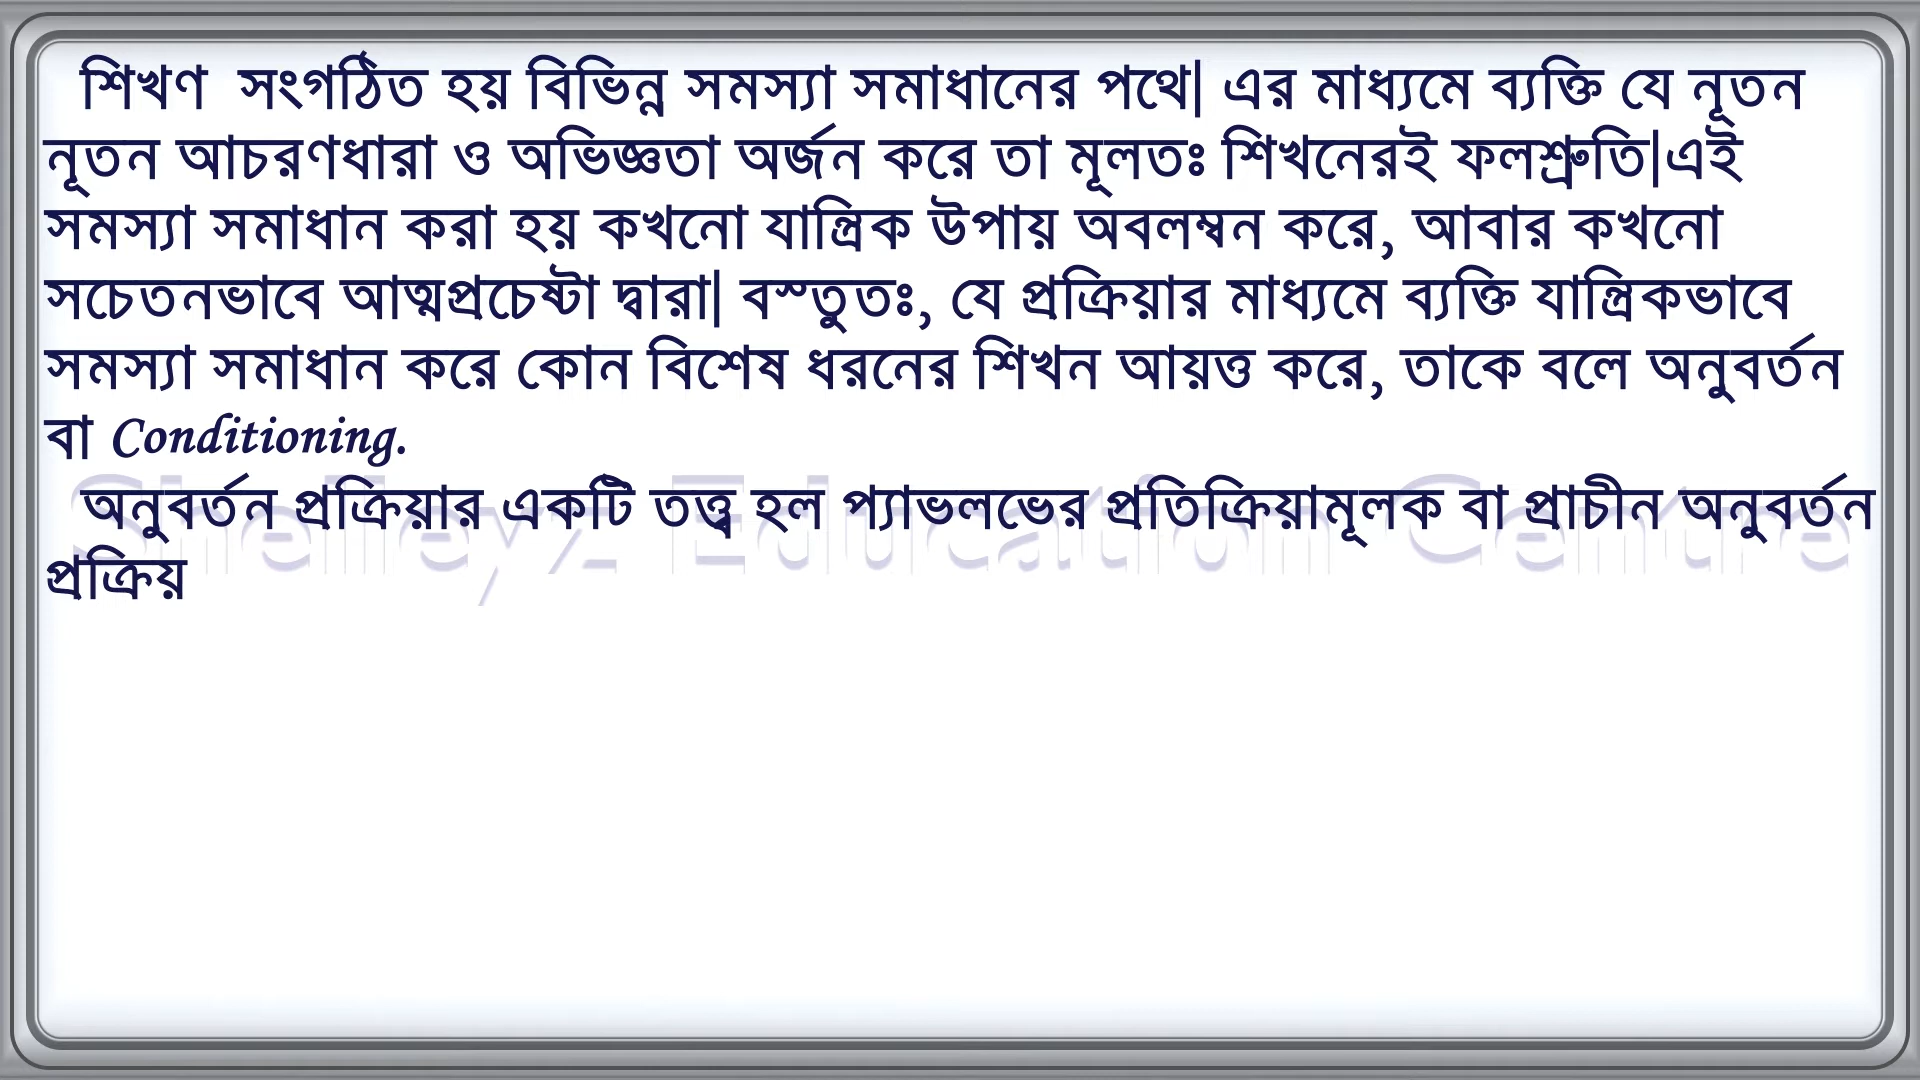 শিখণ সংগঠিত হয় বিভিন্ন সমস্যা সমাধানের পথে| এর মাধ্যমে ব্যক্তি যে নূতন
নূতন আচরণধারা ও অভিজ্ঞতা অর্জন করে তা মূলতঃ শিখনেরই ফলশ্রুতি|এই
সমস্যা সমাধান করা হয় কখনো যান্ত্রিক উপায় অবলম্বন করে, আবার কখনো
সচেতনভাবে আত্মপ্রচেষ্টা দ্বারা| বস্তুতঃ, যে প্রক্রিয়ার মাধ্যমে ব্যক্তি যান্ত্রিকভাবে
সমস্যা সমাধান করে কোন বিশেষ ধরনের শিখন আয়ত্ত করে, তাকে বলে অনুবর্তন
বা Conditioning.
অনুবর্তন প্রক্রিয়ার একটি তত্ত্ব হল প্যাভলভের প্রতিক্রিয়ামূলক বা প্রাচীন অনুবর্তন
প্রক্রিয়
Shelleyz Education Centre